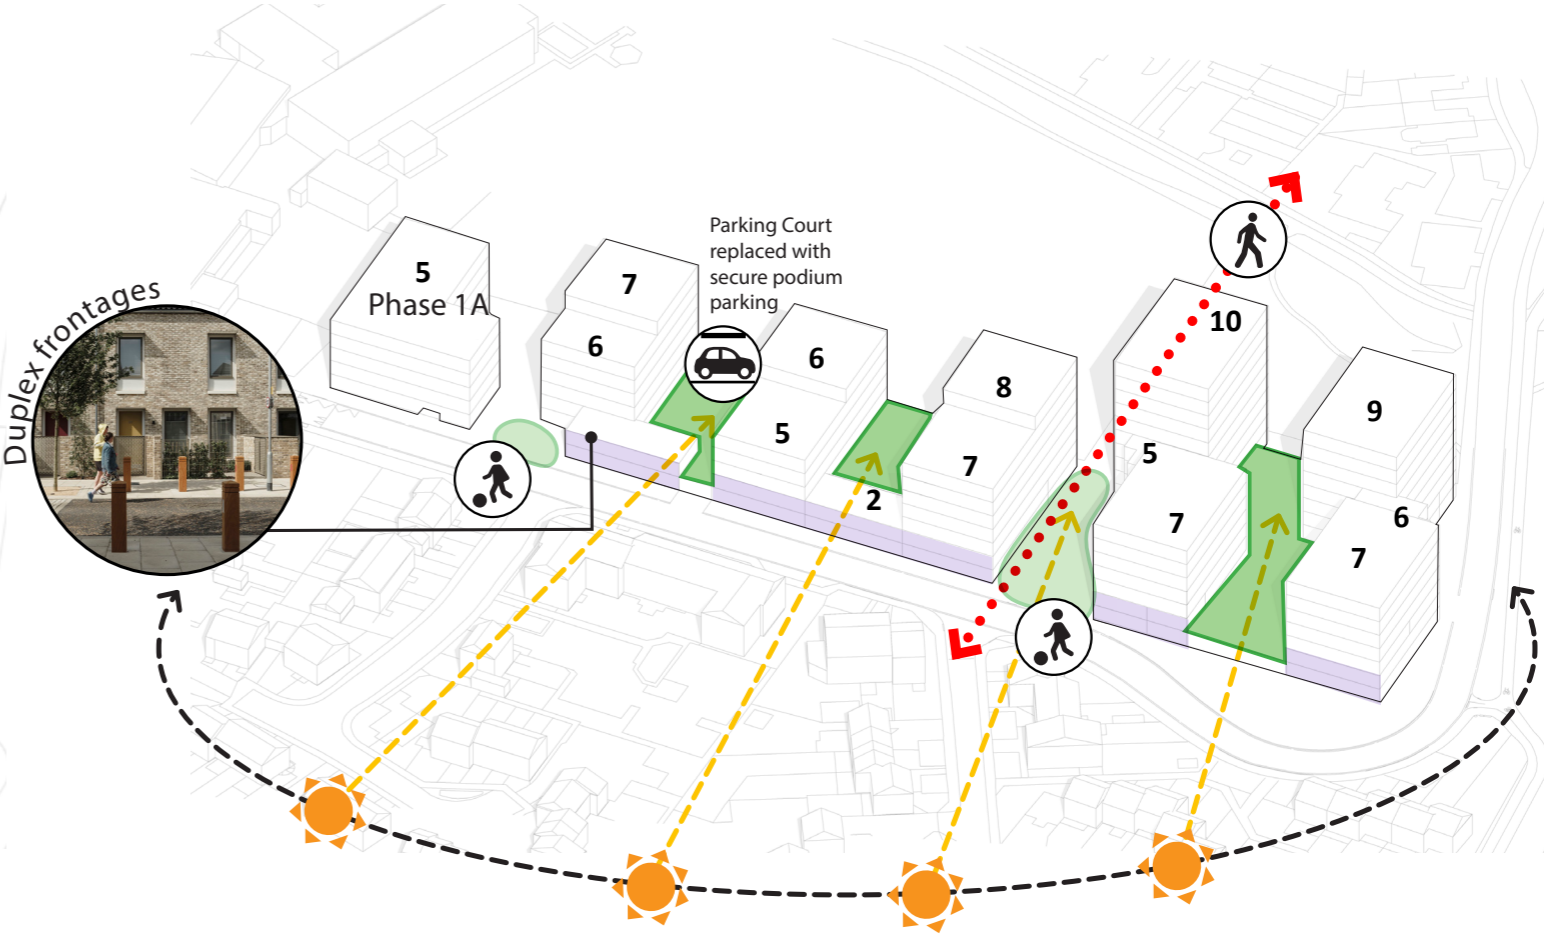 Duplex frontages
5
Phase 1A
7
6
Parking Court
replaced with
secure podium
parking
6
5
2
8
7
10
5
7
9
6
7